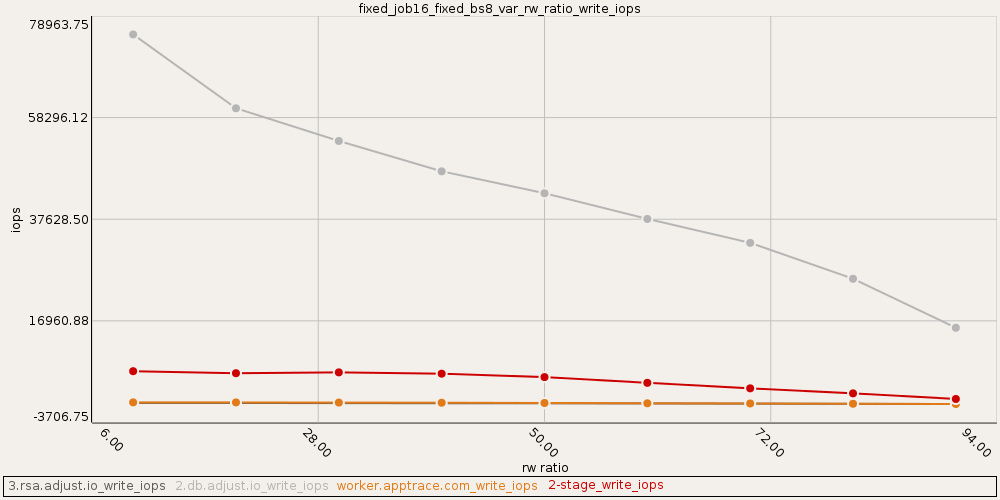 fixed_job16_fixed_bs8_var_rw_ratio_write_iops
78963.75
58296.12
37628.50
16960.88
-3706.75
iops
6.00 28.00 50.00 72.00 94.00
rw ratio
3.rsa.adjust.io_write_iops 2.db.adjust.io_write_iops worker.apptrace.com_write_iops 2-stage_write_iops